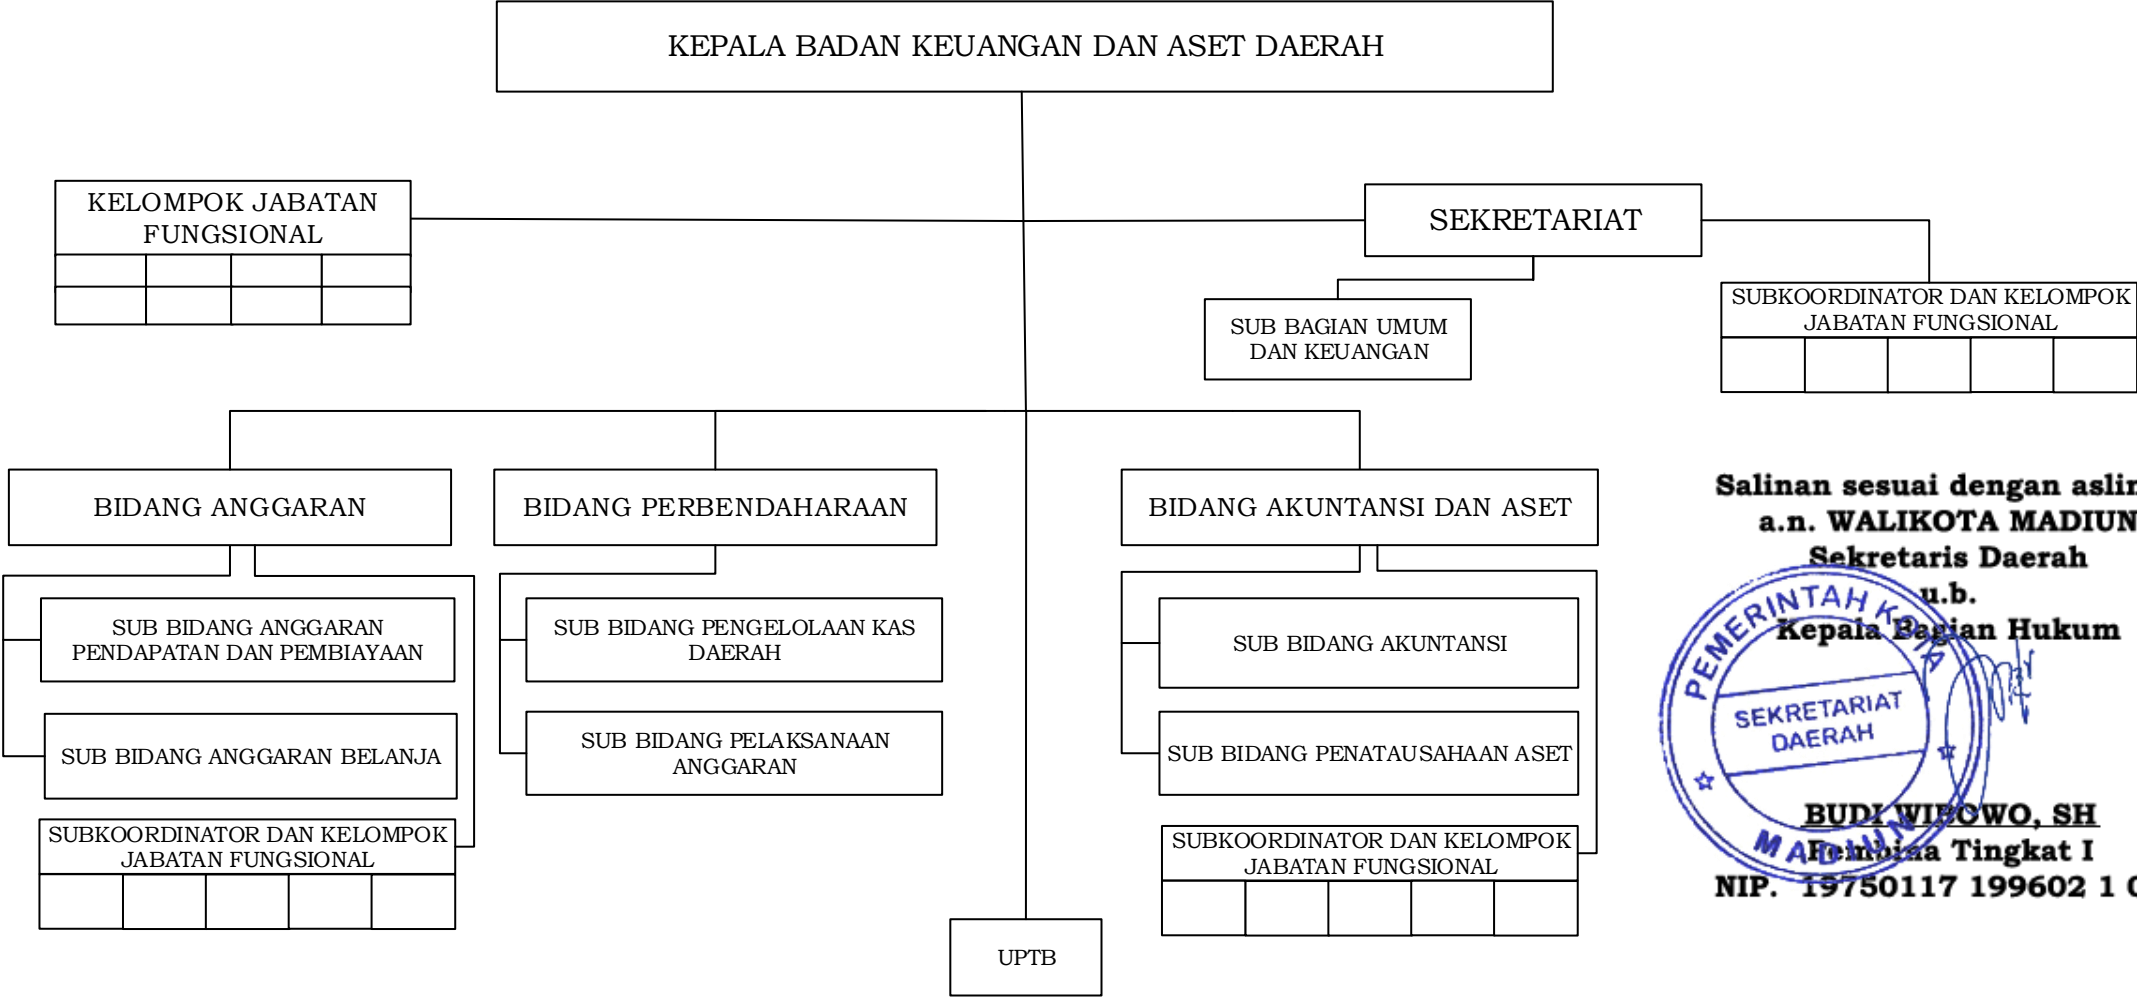 KEPALA BADAN KEUANGAN DAN ASET DAERAH
KELOMPOK JABATAN
FUNGSIONAL
SEKRETARIAT
SUB BAGIAN UMUM
DAN KEUANGAN
SUBKOORDINATOR DAN KELOMPOK
JABATAN FUNGSIONAL
BIDANG ANGGARAN
SUB BIDANG ANGGARAN
PENDAPATAN DAN PEMBIAYAAN
SUB BIDANG ANGGARAN BELANJA
SUBKOORDINATOR DAN KELOMPOK
JABATAN FUNGSIONAL
BIDANG PERBENDAHARAAN
SUB BIDANG PENGELOLAAN KAS
DAERAH
SUB BIDANG PELAKSANAAN
ANGGARAN
BIDANG AKUNTANSI DAN ASET
SUB BIDANG AKUNTANSI
SUB BIDANG PENATAUSAHAAN ASET
SUBKOORDINATOR DAN KELOMPOK
JABATAN FUNGSIONAL
UPTB
Salinan sesuai dengan
a.n. WALIKOTA MADIUN
Sekretaris Daerah
u.b.
Kepala Bagian Hukum
PEMERINTAH KOTA
SEKRETARIAT
DAERAH
MADIUN
BUDI WIBOWO, SH
Pembina Tingkat I
NIP. 19750117 199602 1